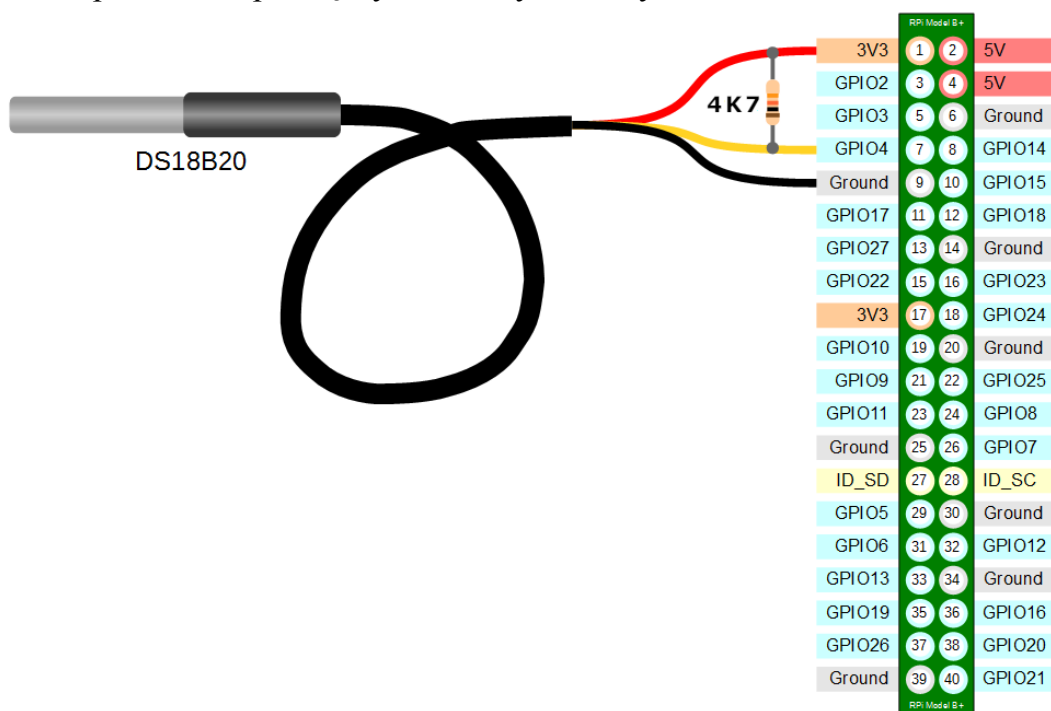 RPi Model B+
3V3 1 2 5V
GPIO2 3 4 5V
4K7
GPIO3 5 6 Ground
GPIO4 7 8 GPIO14
DS18B20
Ground 9 10 GPIO15
GPIO17 11 12 GPIO18
GPIO27 13 14 Ground
GPIO22 15 16 GPIO23
3V3 17 18 GPIO24
GPIO10 19 20 Ground
GPIO9 21 22 GPIO25
GPIO11 23 24 GPIO8
Ground 25 26 GPIO7
ID_SD 27 28 ID_SC
GPIO5 29 30 Ground
GPIO6 31 32 GPIO12
GPIO13 33 34 Ground
GPIO19 35 36 GPIO16
GPIO26 37 38 GPIO20
Ground 39 40 GPIO21
RPi Model B+